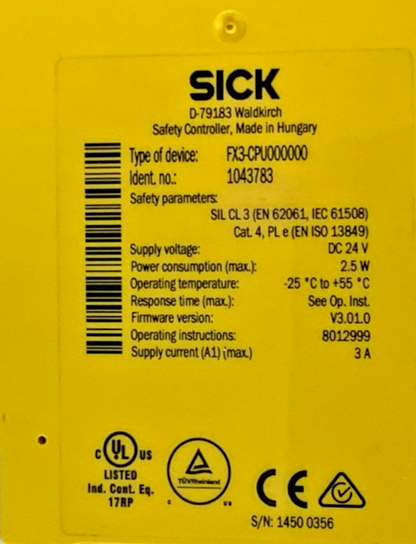 SICK
D-79183 Waldkirch
Safety Controller, Made in Hungary
Type of device: FX3-CPU000000
Ident. no.: 1043783
Safety parameters:
SIL CL 3 (EN 62061, IEC 61508)
Cat. 4, PL e (EN ISO 13849)
Supply voltage: DC 24 V
Power consumption (max.): 2.5 W
Operating temperature: -25 °C to +55 °C
Response time (max.): See Op. Inst.
Firmware version: V3.01.0
Operating instructions: 8012999
Supply current (A1) (max.) 3 A
C UL US
LISTED
Ind. Cont. Eq.
17RP
TÜVRheinland
C US
CE
S/N: 1450 0356